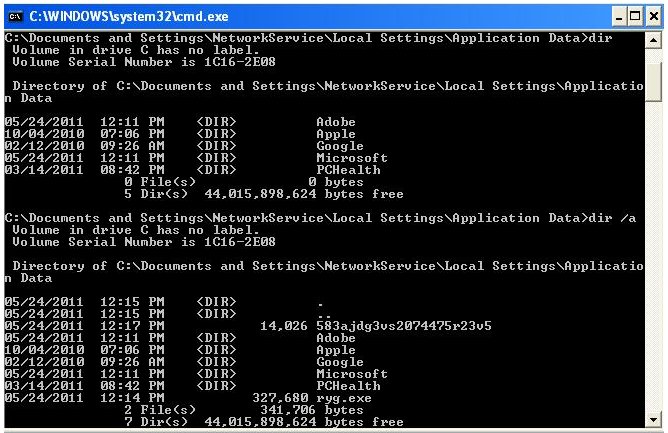 C:\WINDOWS\system32\cmd.exe
C:\Documents and Settings\NetworkService\Local Settings\Application Data>dir
Volume in drive C has no label.
Volume Serial Number is 1C16-2E08
Directory of C:\Documents and Settings\NetworkService\Local Settings\Applicatio
n Data
05/24/2011 12:11 PM <DIR> Adobe
10/04/2010 07:06 PM <DIR> Apple
02/12/2010 09:26 AM <DIR> Google
05/24/2011 12:11 PM <DIR> Microsoft
03/14/2011 08:42 PM <DIR> PCHealth
0 File(s) 0 bytes
5 Dir(s) 44,015,898,624 bytes free
C:\Documents and Settings\NetworkService\Local Settings\Application Data>dir /a
Volume in drive C has no label.
Volume Serial Number is 1C16-2E08
Directory of C:\Documents and Settings\NetworkService\Local Settings\Applicatio
n Data
05/24/2011 12:15 PM <DIR> .
05/24/2011 12:15 PM <DIR> ..
05/24/2011 12:17 PM 14,026 583ajdg3vs2074475r23v5
05/24/2011 12:11 PM <DIR> Adobe
10/04/2010 07:06 PM <DIR> Apple
02/12/2010 09:26 AM <DIR> Google
05/24/2011 12:11 PM <DIR> Microsoft
03/14/2011 08:42 PM <DIR> PCHealth
05/24/2011 12:14 PM 327,680 ryg.exe
2 File(s) 341,706 bytes
7 Dir(s) 44,015,898,624 bytes free